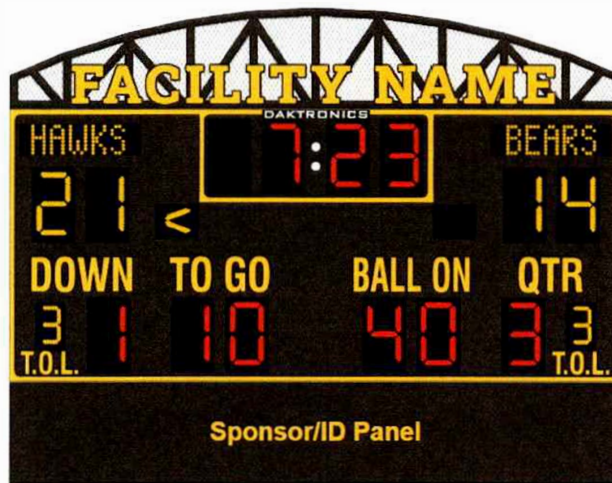 FACILITY NAME
DAKTRONICS
HAWKS 7:23 BEARS
21 < 14
DOWN TO GO BALL ON QTR
3 1 10 40 3 3
T.O.L. T.O.L.
Sponsor/ID Panel